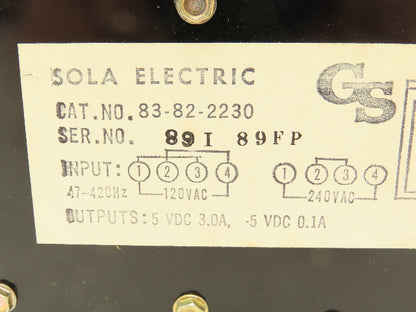 SOLA ELECTRIC
GS
CAT.NO. 83-82-2230
SER.NO. 89I 89FP
INPUT: 1 2 3 4 1 2 3 4
47-420Hz 120VAC 240VAC
OUTPUTS: 5 VDC 3.0A, -5 VDC 0.1A